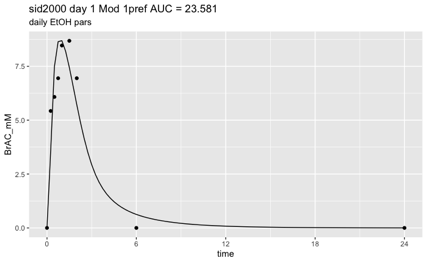 sid2000 day 1 Mod 1pref AUC = 23.581
daily EtOH pars
BrAC_mM
7.5
5.0
2.5
0.0
0
6
12
18
24
time